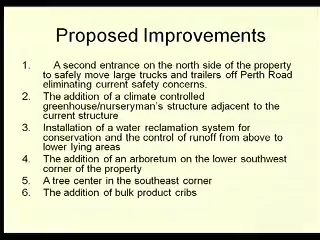 Proposed Improvements
1. A second entrance on the north side of the property
to safely move large trucks and trailers off Perth Road
eliminating current safety concerns.
2. The addition of a climate controlled
greenhouse/nurseryman's structure adjacent to the
current structure
3. Installation of a water reclamation system for
conservation and the control of runoff from above to
lower lying areas
4. The addition of an arboretum on the lower southwest
corner of the property
5. A tree center in the southeast corner
6. The addition of bulk product cribs